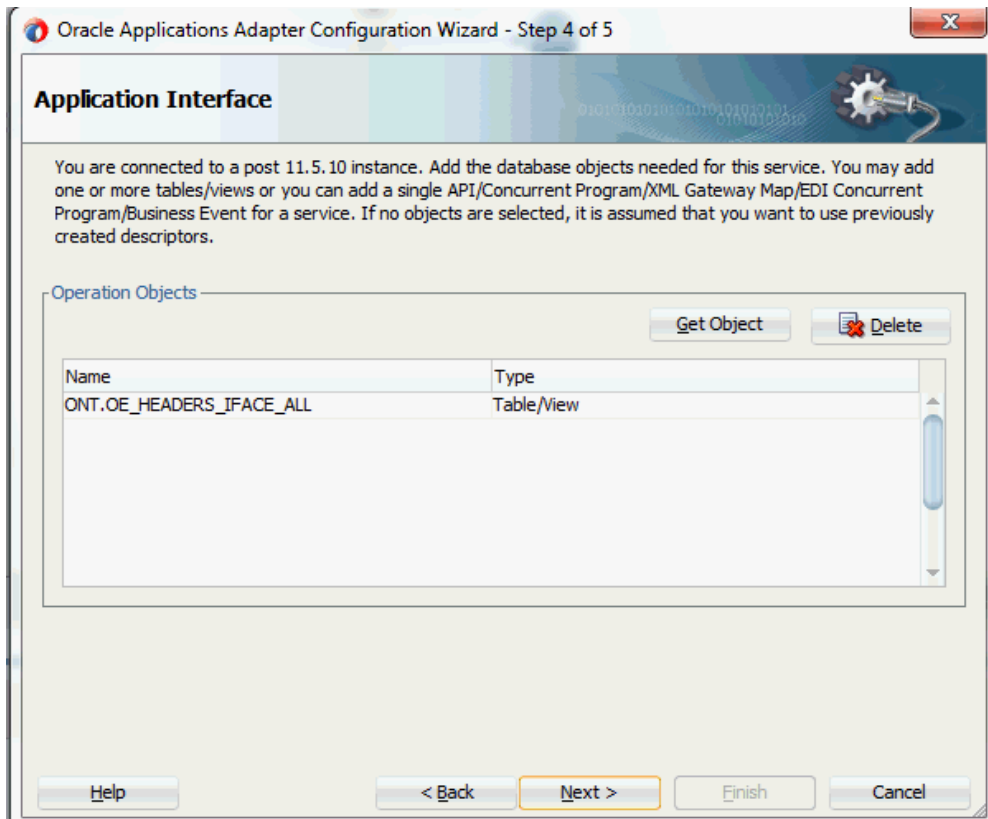 Oracle Applications Adapter Configuration Wizard - Step 4 of 5
Application Interface
You are connected to a post 11.5.10 instance. Add the database objects needed for this service. You may add
one or more tables/views or you can add a single API/Concurrent Program/XML Gateway Map/EDI Concurrent
Program/Business Event for a service. If no objects are selected, it is assumed that you want to use previously
created descriptors.
Operation Objects
Get Object
Delete
Name Type
ONT.OE_HEADERS_IFACE_ALL Table/View
Help
< Back
Next >
Finish
Cancel